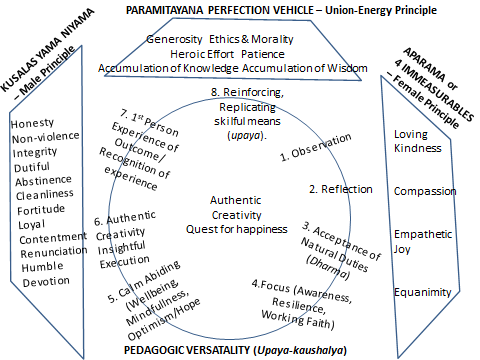 PARAMITAYANA PERFECTION VEHICLE – Union-Energy Principle
Generosity Ethics & Morality
Heroic Effort Patience
Accumulation of Knowledge Accumulation of Wisdom
KUSALAS YAMA NIYAMA
– Male Principle
Honesty
Non-violence
Integrity
Dutiful
Abstinence
Cleanliness
Fortitude
Loyal
Contentment
Renunciation
Humble
Devotion
APARAMA or
4 IMMEASURABLES
– Female Principle
Loving
Kindness
Compassion
Empathetic
Joy
Equanimity
8. Reinforcing,
Replicating
skilful means
(upaya).
1. Observation
2. Reflection
3. Acceptance of
Natural Duties
(Dharma)
4.Focus (Awareness,
Resilience,
Working Faith)
5. Calm Abiding
(Wellbeing,
Mindfulness,
Optimism/Hope
6. Authentic
Creativity
Insightful
Execution
7. 1st Person
Experience of
Outcome/
Recognition of
experience
Authentic
Creativity
Quest for happiness
PEDAGOGIC VERSATALITY (Upaya-kaushalya)